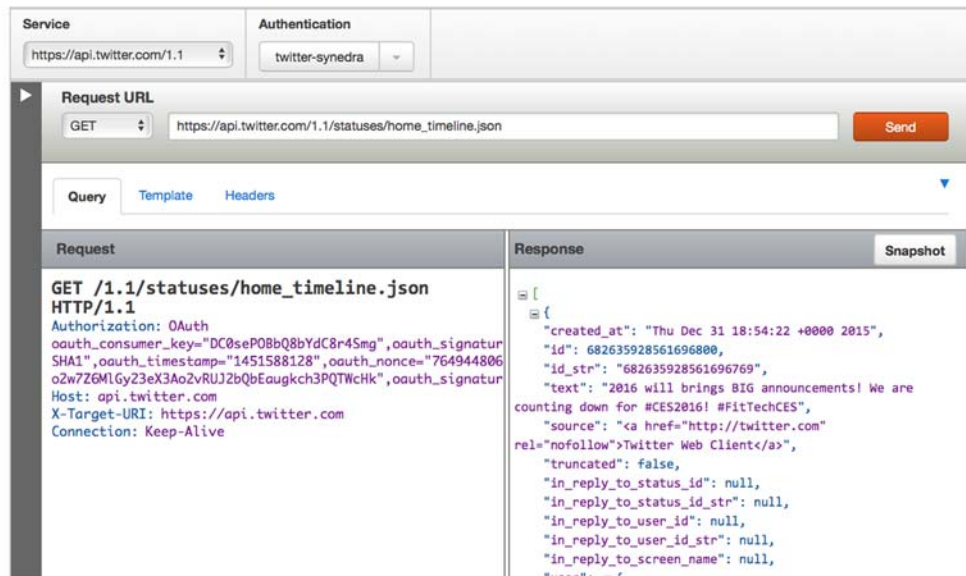 Service
Authentication
https://api.twitter.com/1.1
twitter-synedra
Request URL
GET
https://api.twitter.com/1.1/statuses/home_timeline.json
Send
Query
Template
Headers
Request
GET /1.1/statuses/home_timeline.json
HTTP/1.1
Authorization: OAuth
oauth_consumer_key="DC0sePOBbQ8bYdC8r4Smg",oauth_signatur
SHA1",oauth_timestamp="1451588128",oauth_nonce="764944806
o2w7Z6MlGy23eX3Ao2vRUJ2bQbEaugkch3PQTWcHk",oauth_signatur
Host: api.twitter.com
X-Target-URI: https://api.twitter.com
Connection: Keep-Alive
Response
Snapshot
[
{
"created_at": "Thu Dec 31 18:54:22 +0000 2015",
"id": 682635928561696800,
"id_str": "682635928561696769",
"text": "2016 will brings BIG announcements! We are
counting down for #CES2016! #FitTechCES",
"source": "<a href="http://twitter.com"
rel="nofollow">Twitter Web Client</a>",
"truncated": false,
"in_reply_to_status_id": null,
"in_reply_to_status_id_str": null,
"in_reply_to_user_id": null,
"in_reply_to_user_id_str": null,
"in_reply_to_screen_name": null,